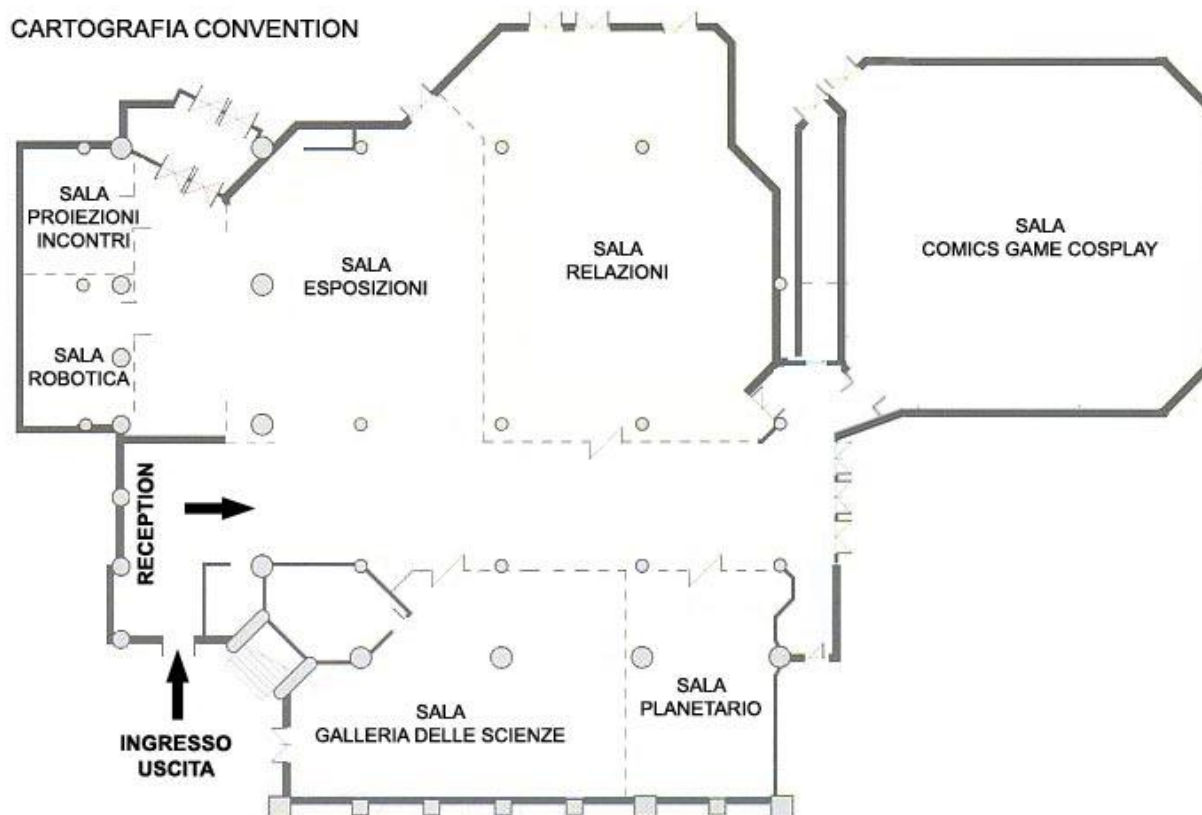 CARTOGRAFIA CONVENTION
SALA
PROIEZIONI
INCONTRI
SALA
ESPOSIZIONI
SALA
RELAZIONI
SALA
COMICS GAME COSPLAY
SALA
ROBOTICA
RECEPTION
SALA
GALLERIA DELLE SCIENZE
SALA
PLANETARIO
INGRESSO
USCITA